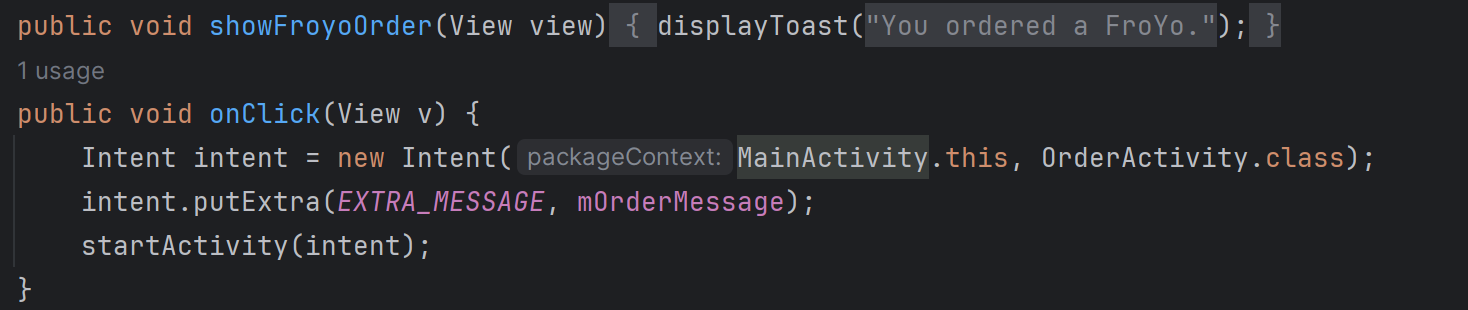 public void showFroyoOrder(View view) { displayToast("You ordered a FroYo."); }
1 usage
public void onClick(View v) {
    Intent intent = new Intent( packageContext: MainActivity.this, OrderActivity.class);
    intent.putExtra(EXTRA_MESSAGE, mOrderMessage);
    startActivity(intent);
}